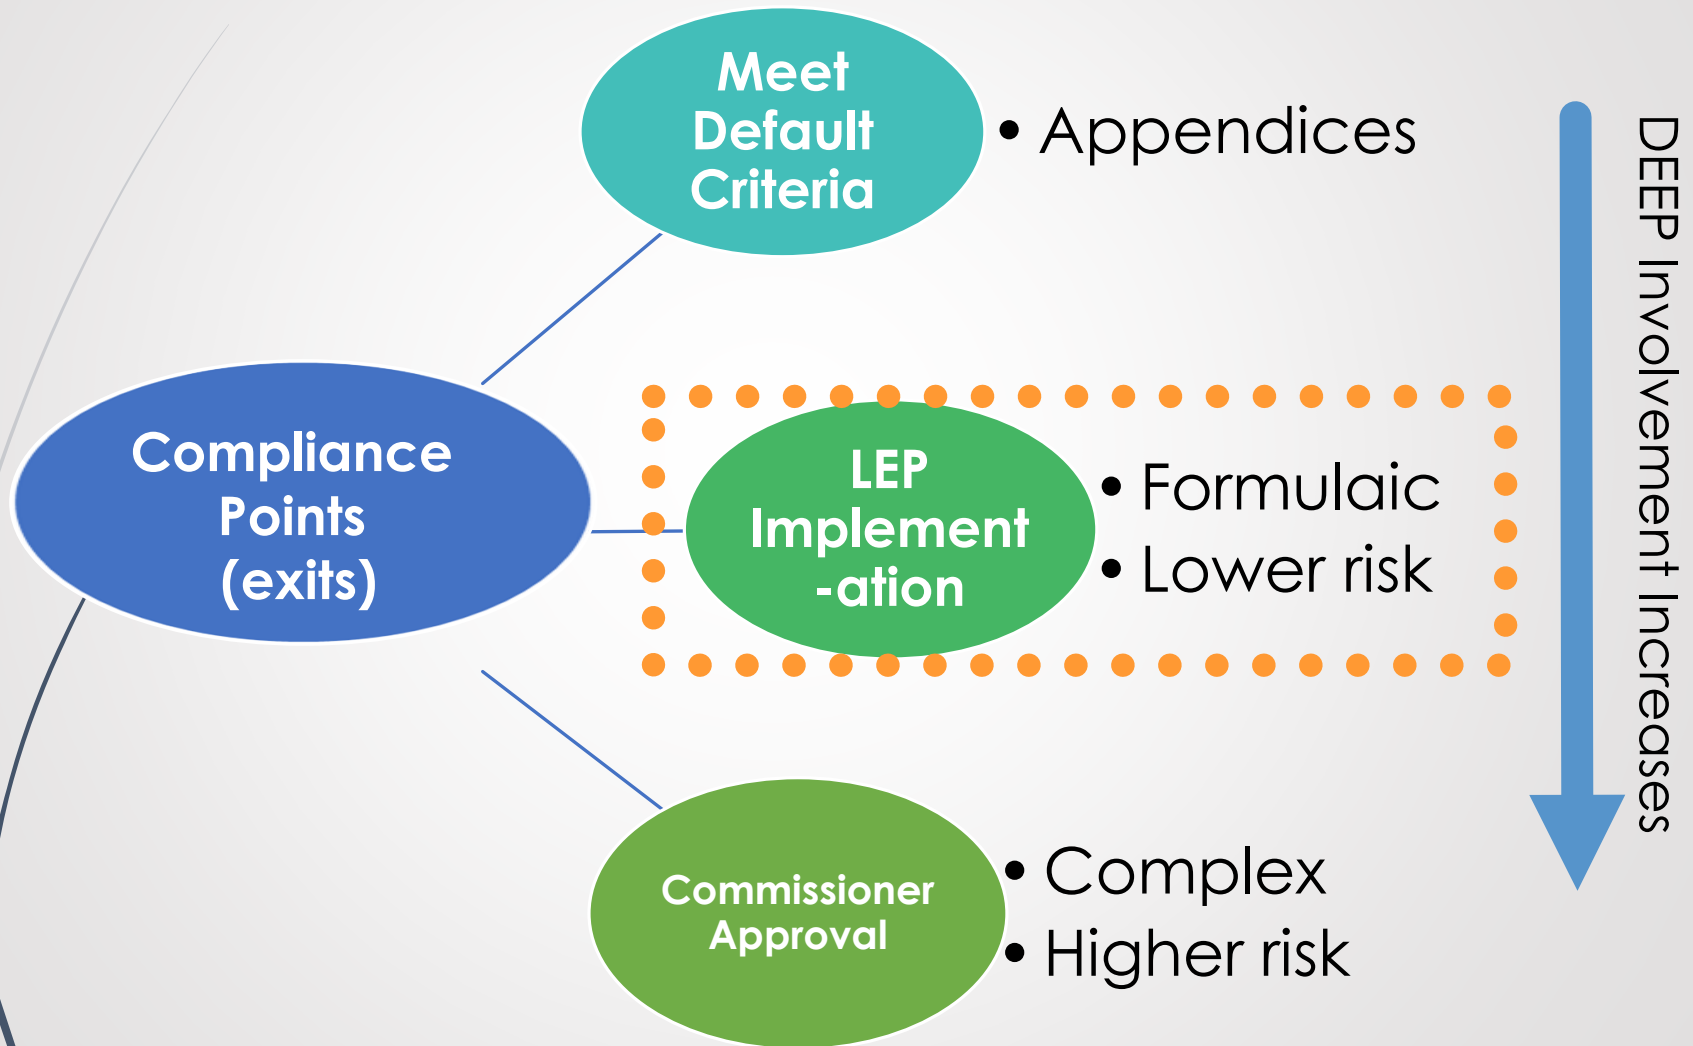 Meet
Default
Criteria
• Appendices
Compliance
Points
(exits)
LEP
Implement
-ation
• Formulaic
• Lower risk
Commissioner
Approval
• Complex
• Higher risk
DEEP Involvement Increases